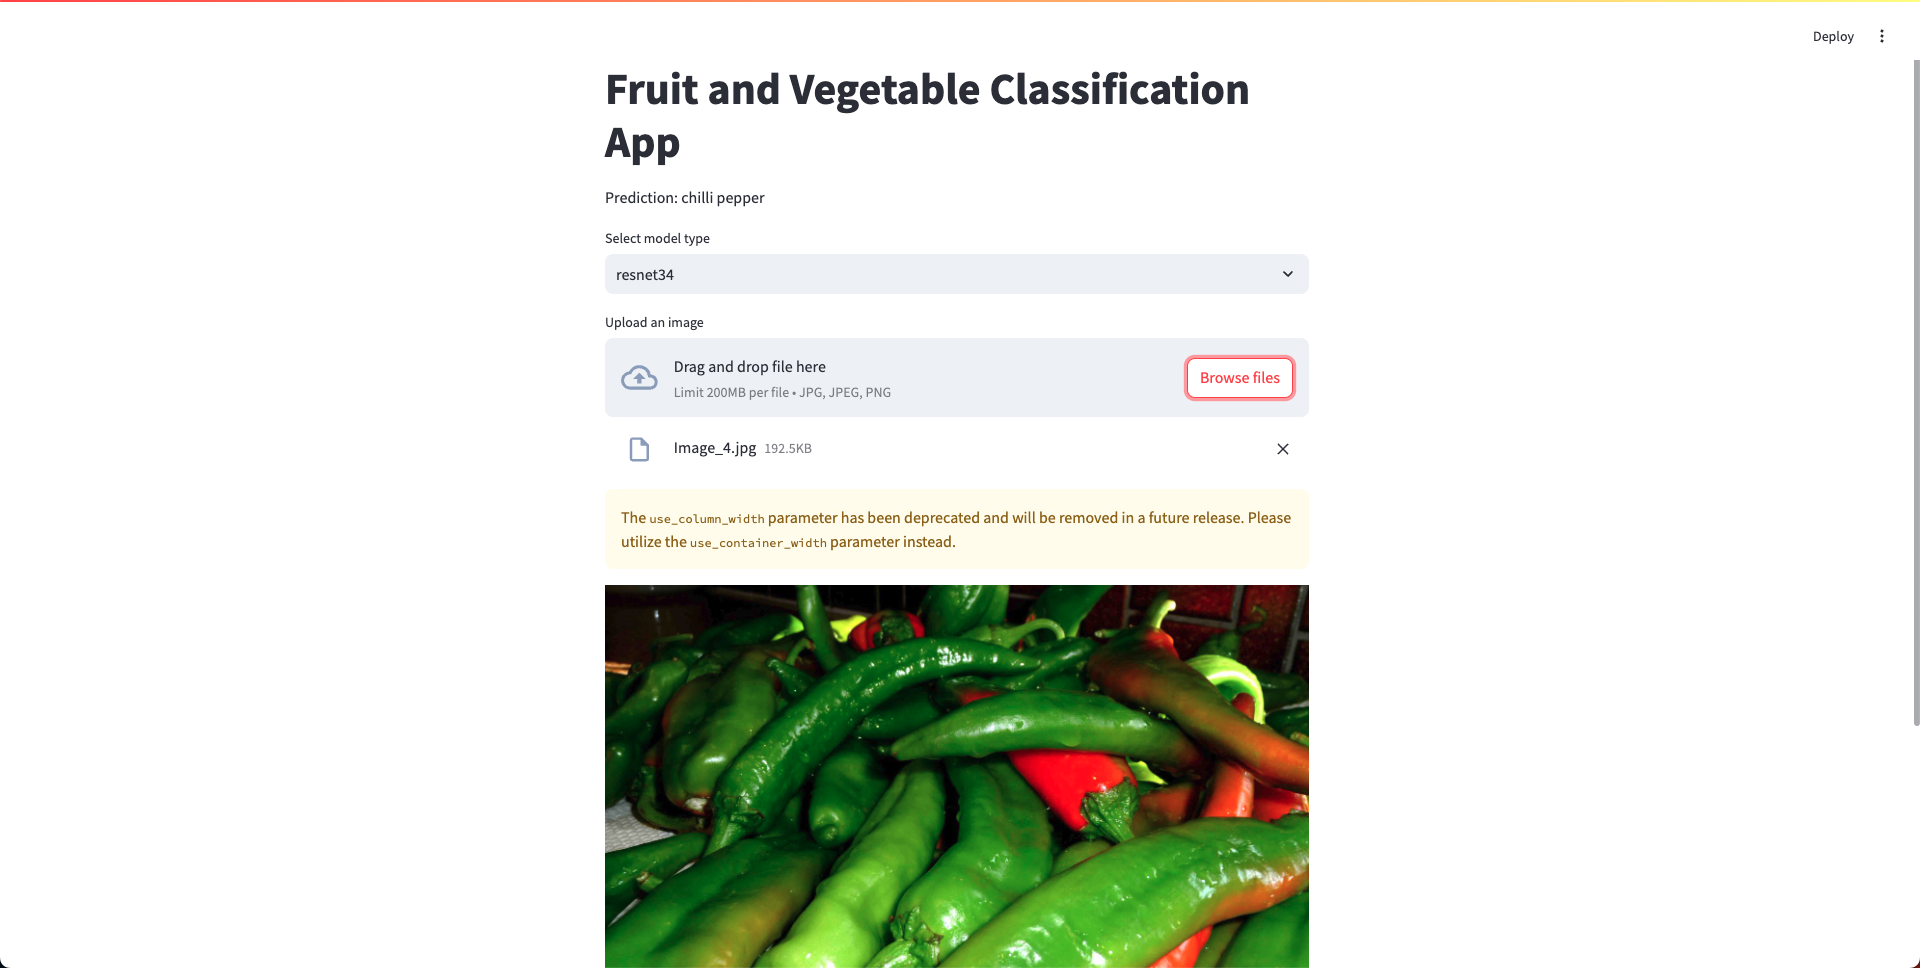 Deploy
Fruit and Vegetable Classification
App
Prediction: chilli pepper
Select model type
resnet34
Upload an image
Drag and drop file here
Limit 200MB per file • JPG, JPEG, PNG
Browse files
Image_4.jpg 192.5KB
The use_column_width parameter has been deprecated and will be removed in a future release. Please
utilize the use_container_width parameter instead.